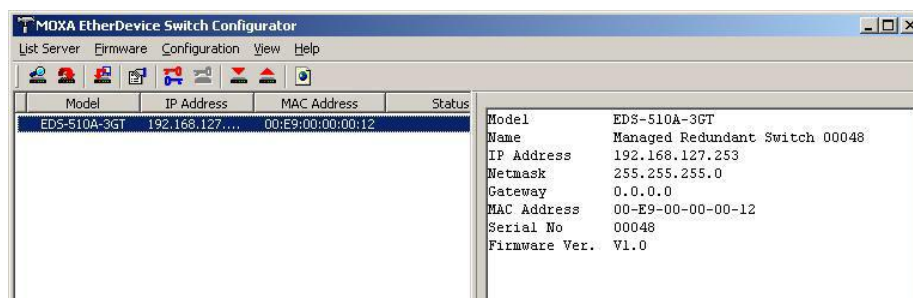 MOXA EtherDevice Switch Configurator
List Server Firmware Configuration View Help
Model IP Address MAC Address Status
EDS-510A-3GT 192.168.127.... 00:E9:00:00:00:12
Model EDS-510A-3GT
Name Managed Redundant Switch 00048
IP Address 192.168.127.253
Netmask 255.255.255.0
Gateway 0.0.0.0
MAC Address 00-E9-00-00-00-12
Serial No 00048
Firmware Ver. V1.0